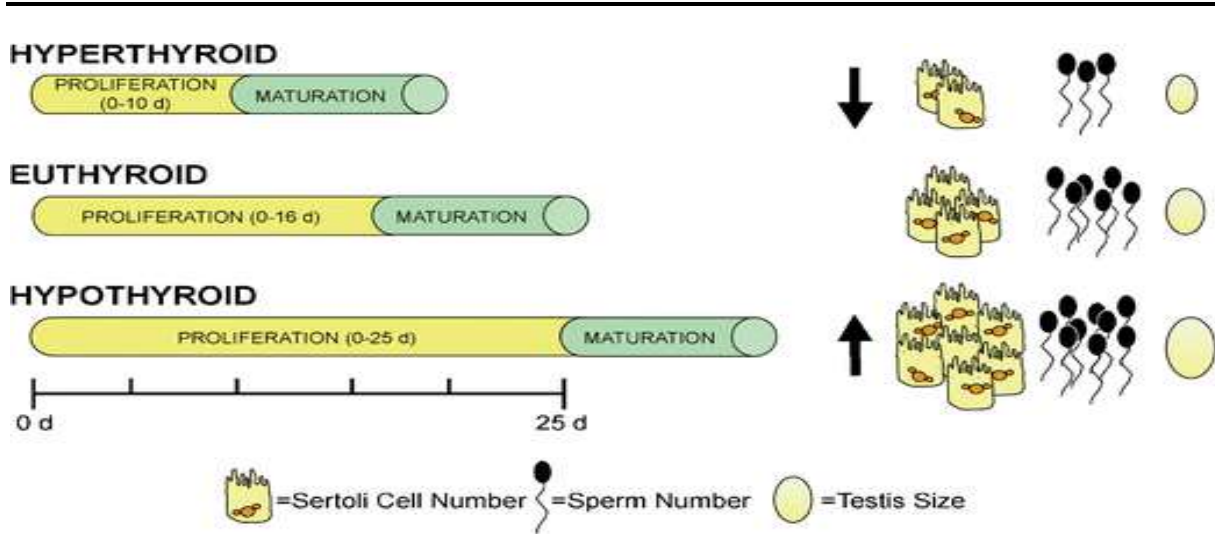 HYPERTHYROID
PROLIFERATION
(0-10 d)
MATURATION
EUTHYROID
PROLIFERATION (0-16 d)
MATURATION
HYPOTHYROID
PROLIFERATION (0-25 d)
MATURATION
0 d
25 d
=Sertoli Cell Number
=Sperm Number
=Testis Size